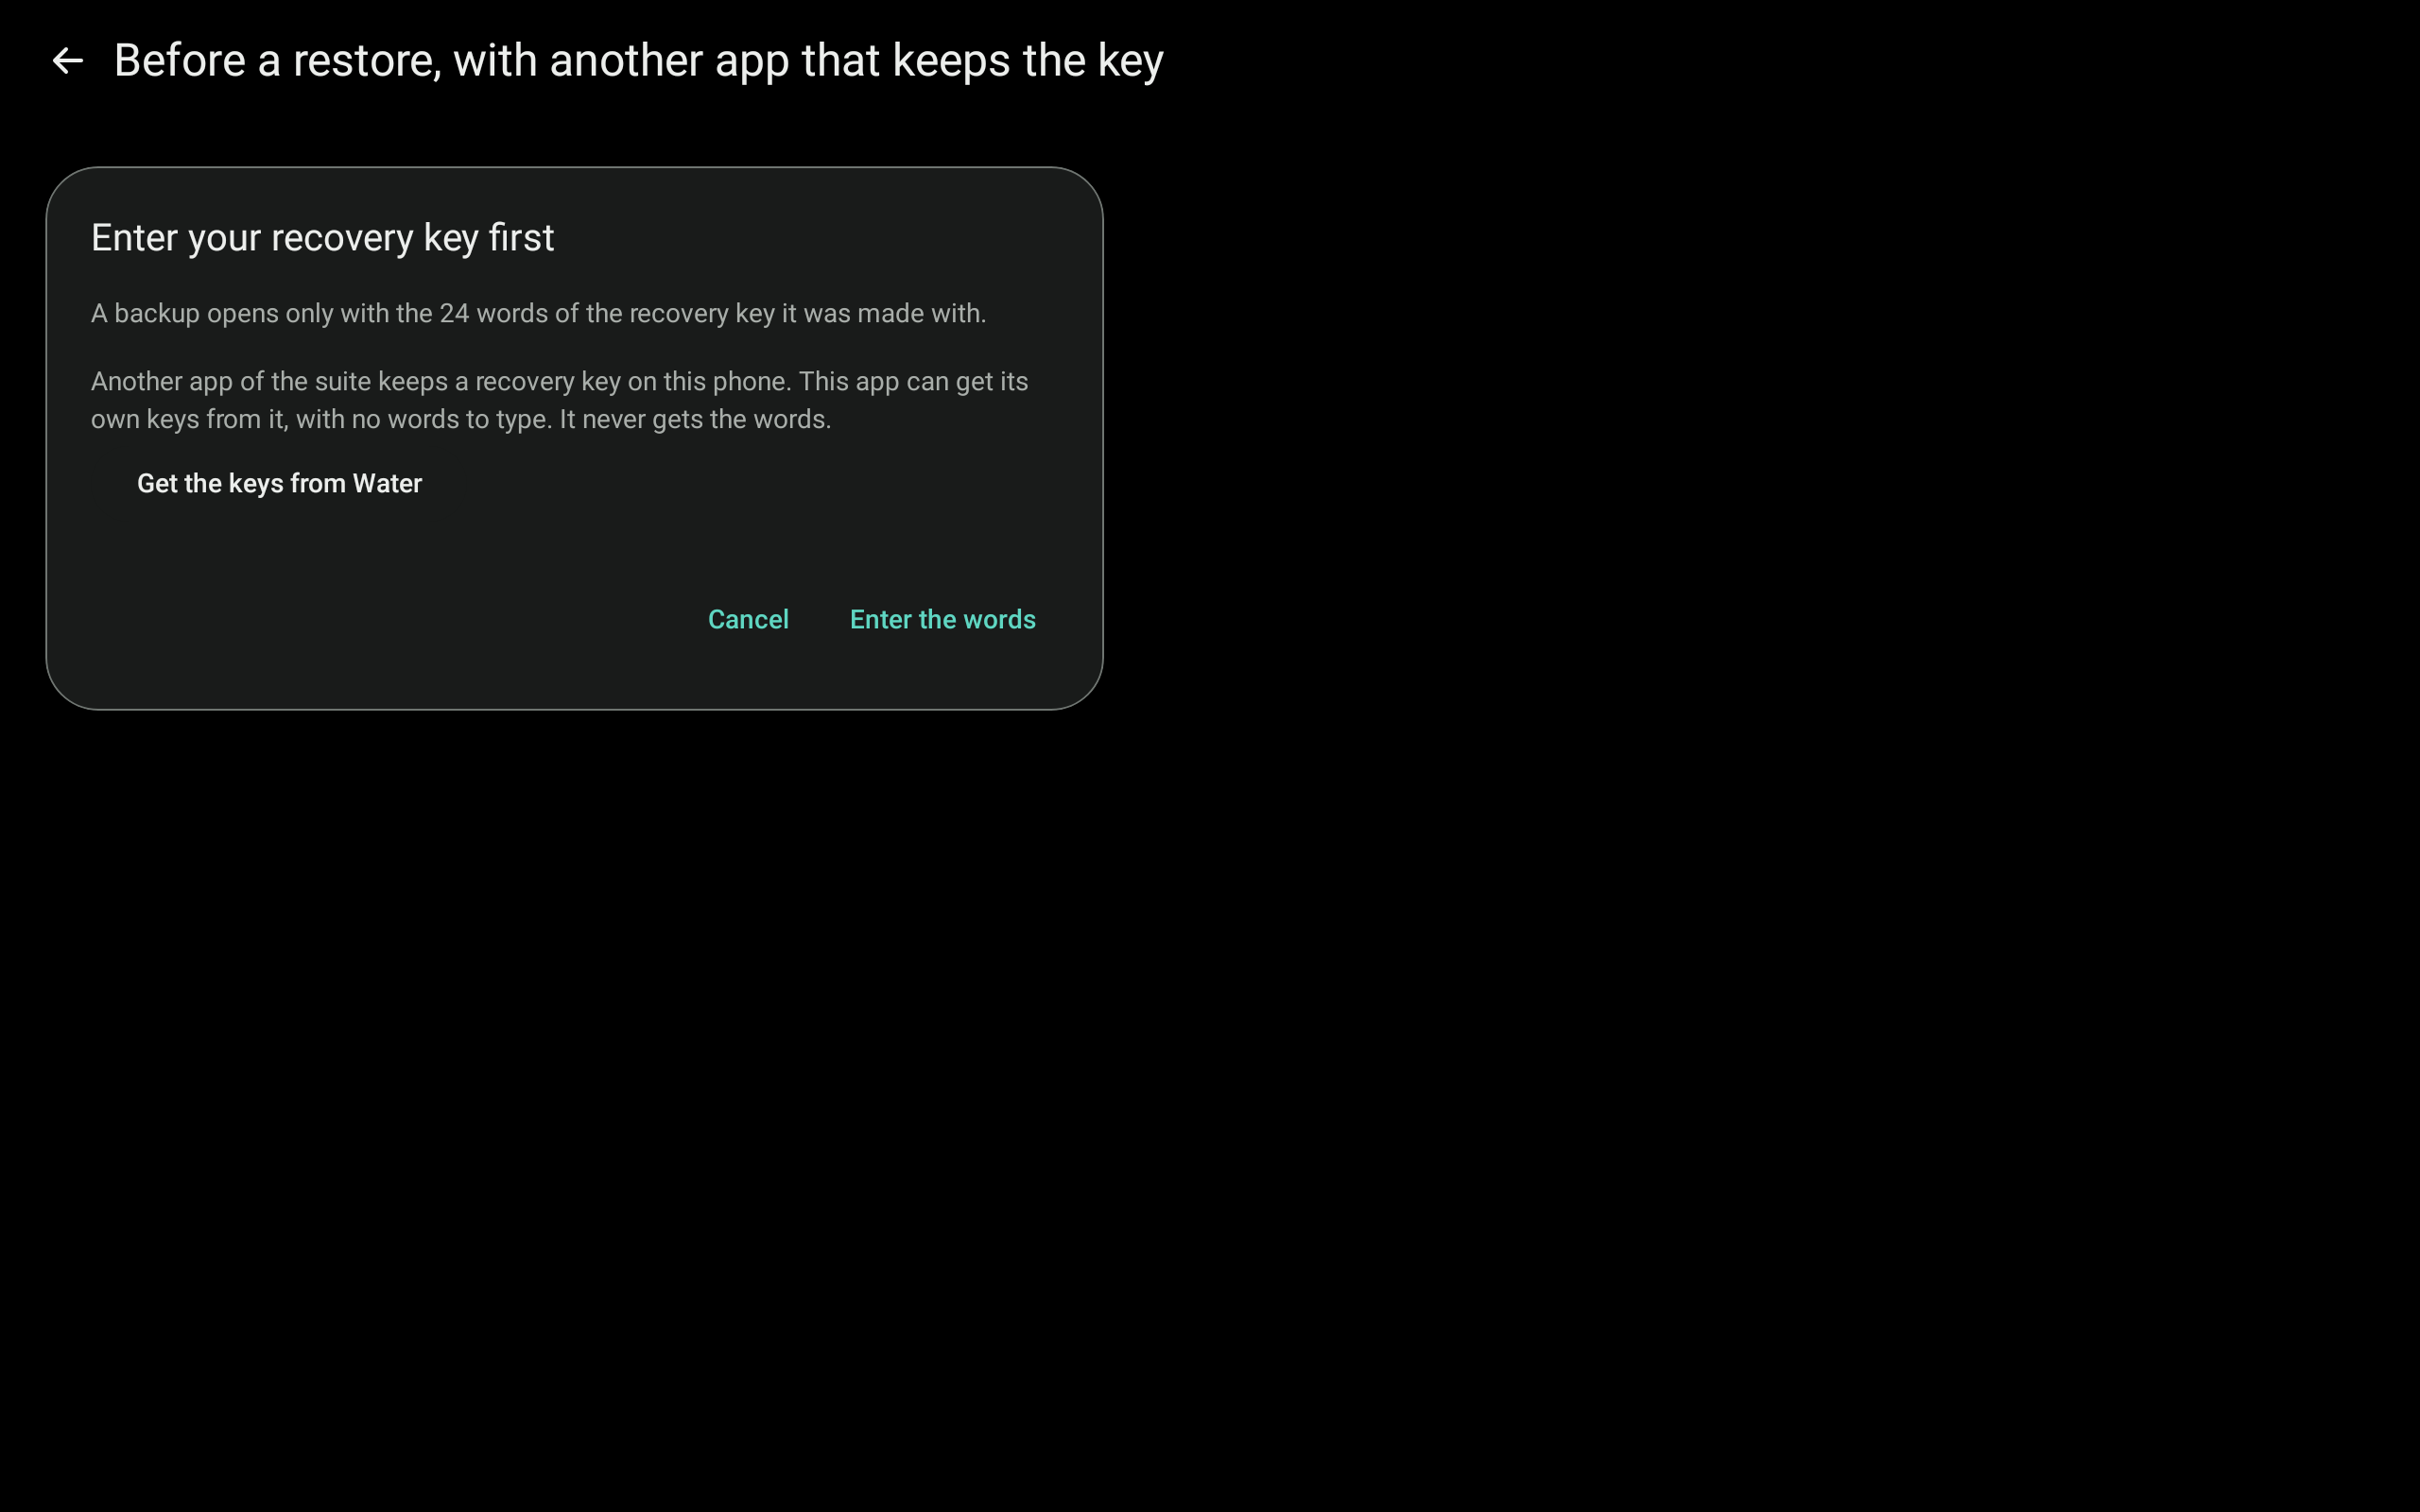 Before a restore, with another app that keeps the key
Enter your recovery key first
A backup opens only with the 24 words of the recovery key it was made with.
Another app of the suite keeps a recovery key on this phone. This app can get its
own keys from it, with no words to type. It never gets the words.
Get the keys from Water
Cancel Enter the words